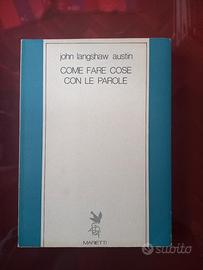 john langshaw austin
COME FARE COSE
CON LE PAROLE
MARIETTI
subito